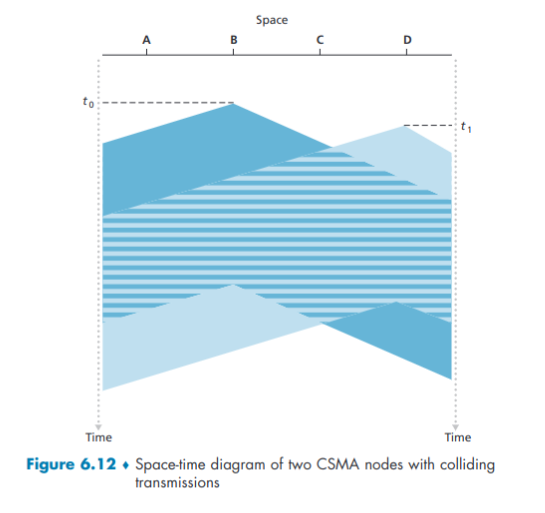 Space
A B C D
t0
t1
Time Time
Figure 6.12 ♦ Space-time diagram of two CSMA nodes with colliding
transmissions